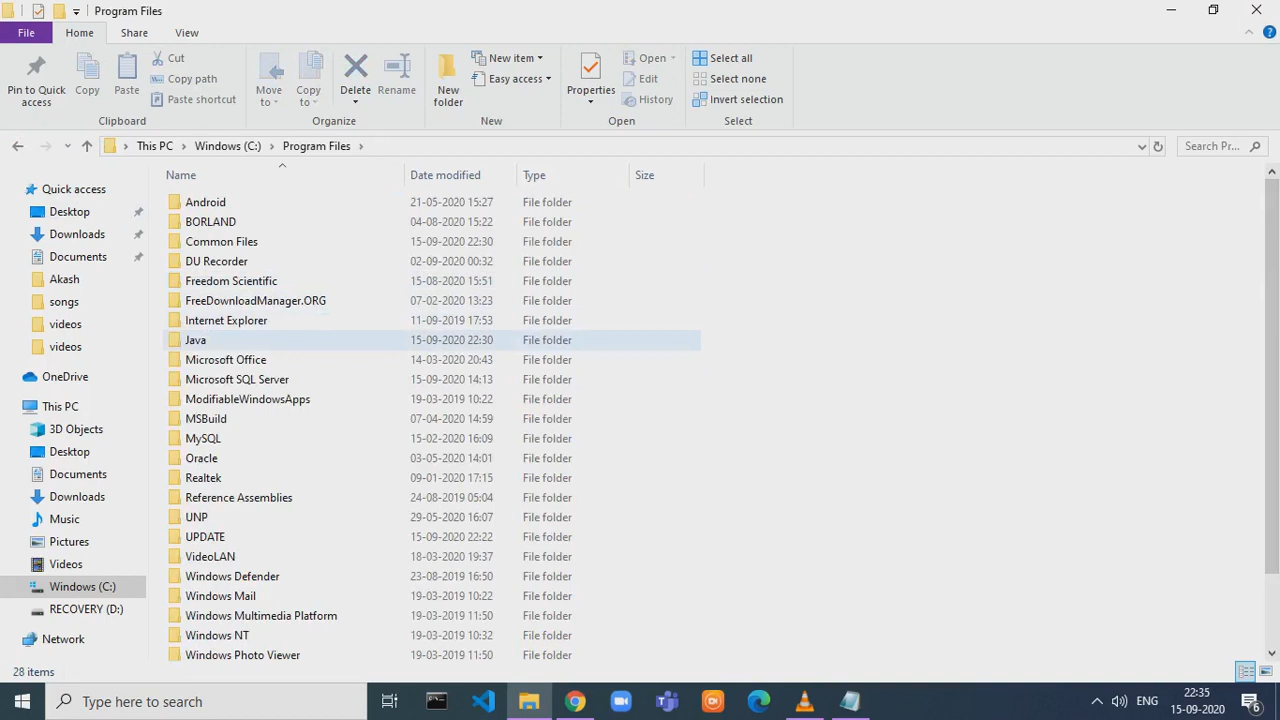 Program Files
File Home Share View
Pin to Quick access
Copy
Paste
Cut
Copy path
Paste shortcut
Clipboard
Move to
Copy to
Delete
Rename
Organize
New folder
New item
Easy access
New
Properties
Open
Edit
History
Open
Select all
Select none
Invert selection
Select
This PC > Windows (C:) > Program Files >
Search Pr...
Quick access
Desktop
Downloads
Documents
Akash
songs
videos
videos
OneDrive
This PC
3D Objects
Desktop
Documents
Downloads
Music
Pictures
Videos
Windows (C:)
RECOVERY (D:)
Network
Name Date modified Type Size
Android 21-05-2020 15:27 File folder
BORLAND 04-08-2020 15:22 File folder
Common Files 15-09-2020 22:30 File folder
DU Recorder 02-09-2020 00:32 File folder
Freedom Scientific 15-08-2020 15:51 File folder
FreeDownloadManager.ORG 07-02-2020 13:23 File folder
Internet Explorer 11-09-2019 17:53 File folder
Java 15-09-2020 22:30 File folder
Microsoft Office 14-03-2020 20:43 File folder
Microsoft SQL Server 15-09-2020 14:13 File folder
ModifiableWindowsApps 19-03-2019 10:22 File folder
MSBuild 07-04-2020 14:59 File folder
MySQL 15-02-2020 16:09 File folder
Oracle 03-05-2020 14:01 File folder
Realtek 09-01-2020 17:15 File folder
Reference Assemblies 24-08-2019 05:04 File folder
UNP 29-05-2020 16:07 File folder
UPDATE 15-09-2020 22:22 File folder
VideoLAN 18-03-2020 19:37 File folder
Windows Defender 23-08-2019 16:50 File folder
Windows Mail 19-03-2019 10:22 File folder
Windows Multimedia Platform 19-03-2019 11:50 File folder
Windows NT 19-03-2019 10:32 File folder
Windows Photo Viewer 19-03-2019 11:50 File folder
28 items
Type here to search
ENG
22:35
15-09-2020
6